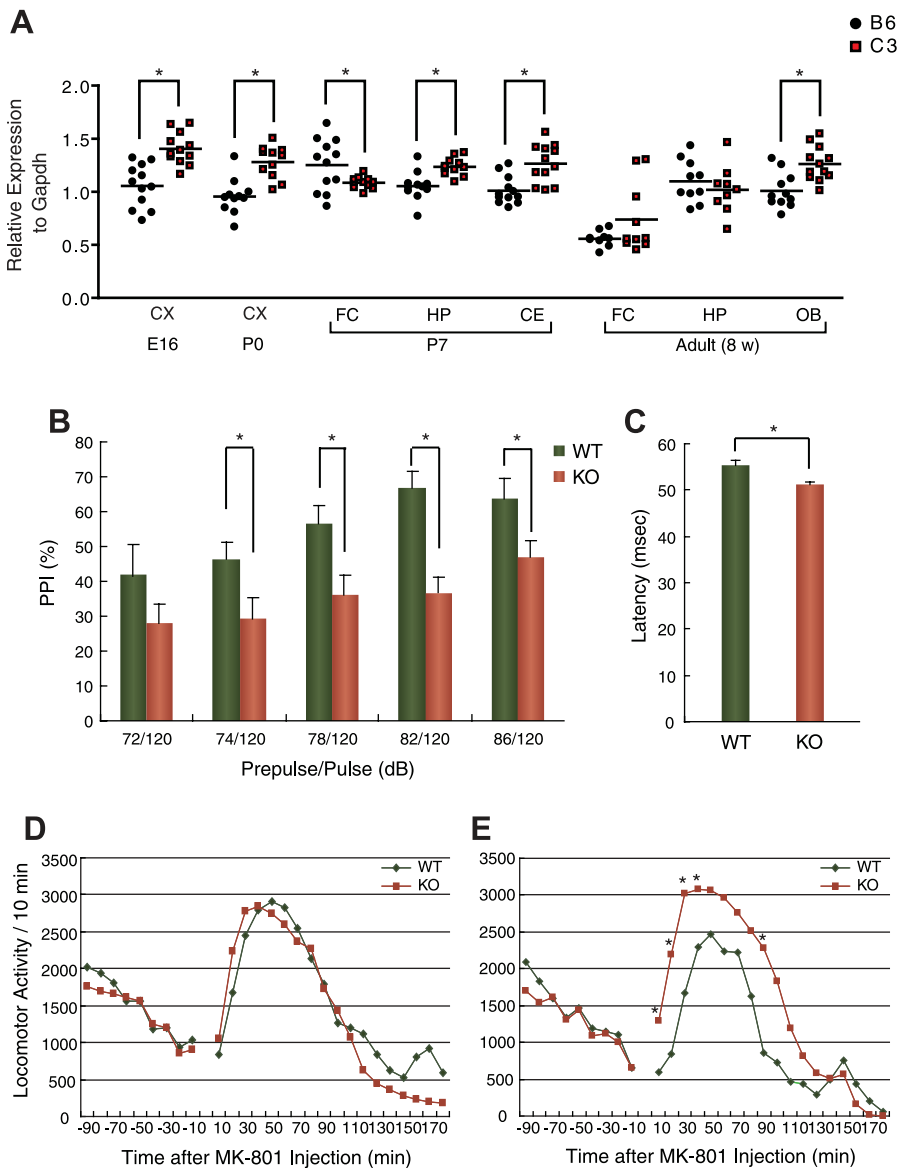 A
B6
C3
* * * * * *
2.0
1.5
1.0
0.5
0.0
Relative Expression
to Gapdh
CX CX FC HP CE FC HP OB
E16 P0 P7 Adult (8 w)
B
80
70
60
50
40
30
20
10
0
PPI (%)
* * * *
WT
KO
72/120 74/120 78/120 82/120 86/120
Prepulse/Pulse (dB)
C
60
50
40
30
20
10
0
Latency (msec)
*
WT KO
D
3500
3000
2500
2000
1500
1000
500
0
Locomotor Activity / 10 min
WT
KO
-90 -70 -50 -30 -10 10 30 50 70 90 110 130 150 170
Time after MK-801 Injection (min)
E
3500
3000
2500
2000
1500
1000
500
0
WT
KO
* * * * *
-90 -70 -50 -30 -10 10 30 50 70 90 110 130 150 170
Time after MK-801 Injection (min)